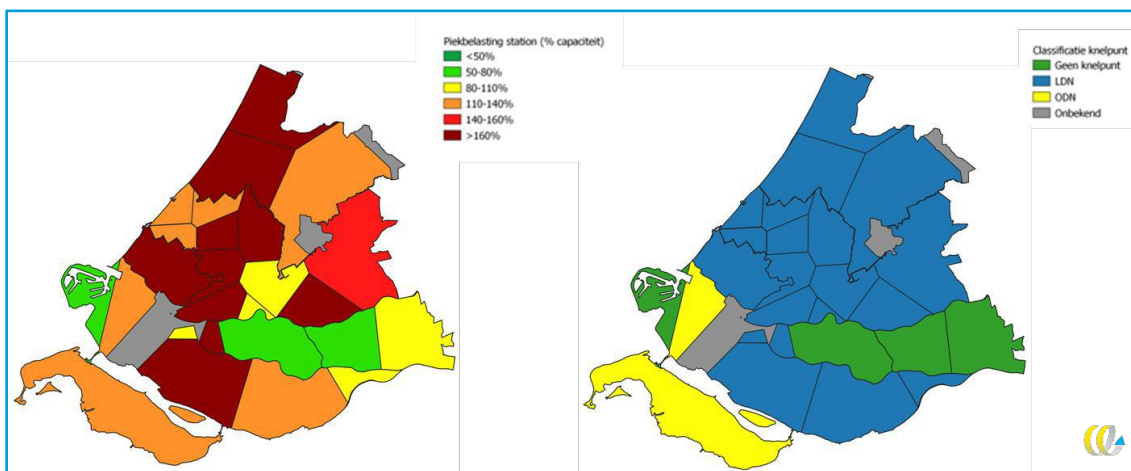 Piekbelasting station (% capaciteit)
<50%
50-80%
80-110%
110-140%
140-160%
>160%
Classificatie knelpunt
Geen knelpunt
LDN
ODN
Onbekend